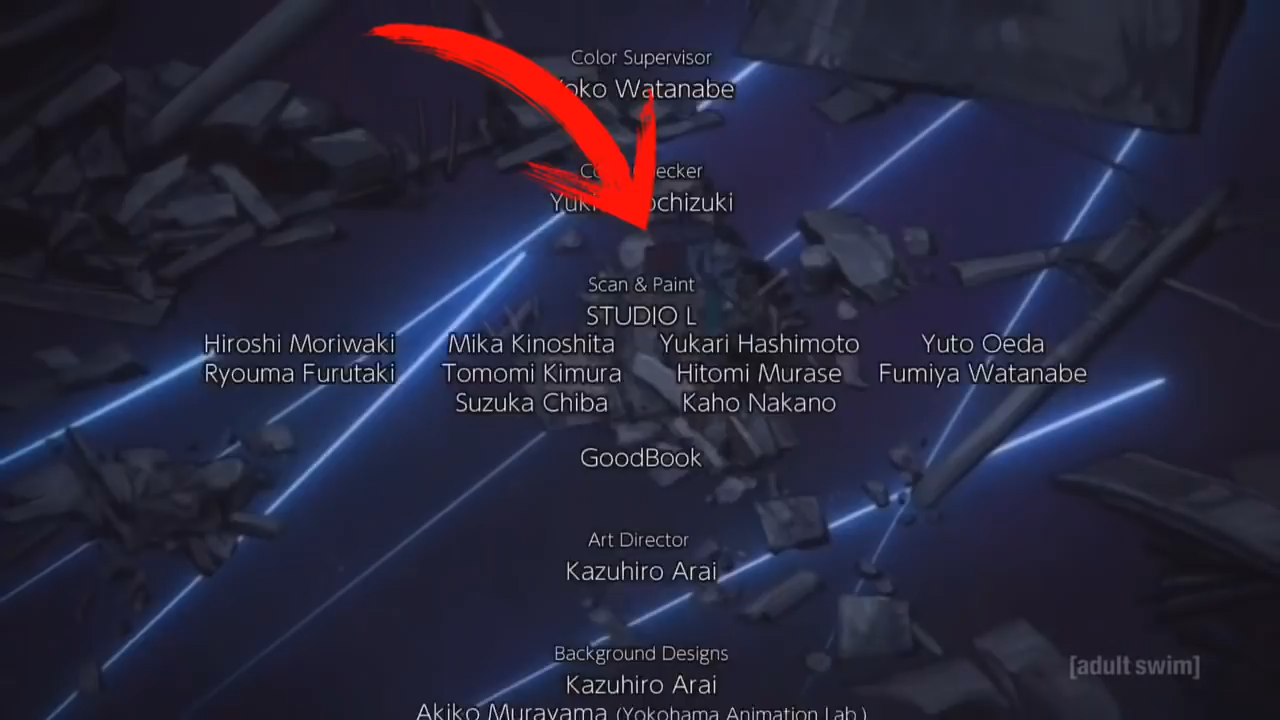 Color Supervisor
Yoko Watanabe
Scan & Paint
STUDIO L
Hiroshi Moriwaki Mika Kinoshita Yukari Hashimoto Yuto Oeda
Ryouma Furutaki Tomomi Kimura Hitomi Murase Fumiya Watanabe
Suzuka Chiba Kaho Nakano
GoodBook
Art Director
Kazuhiro Arai
Background Designs
Kazuhiro Arai
Akiko Murayama (Yokohama Animation Lab.)
[adult swim]